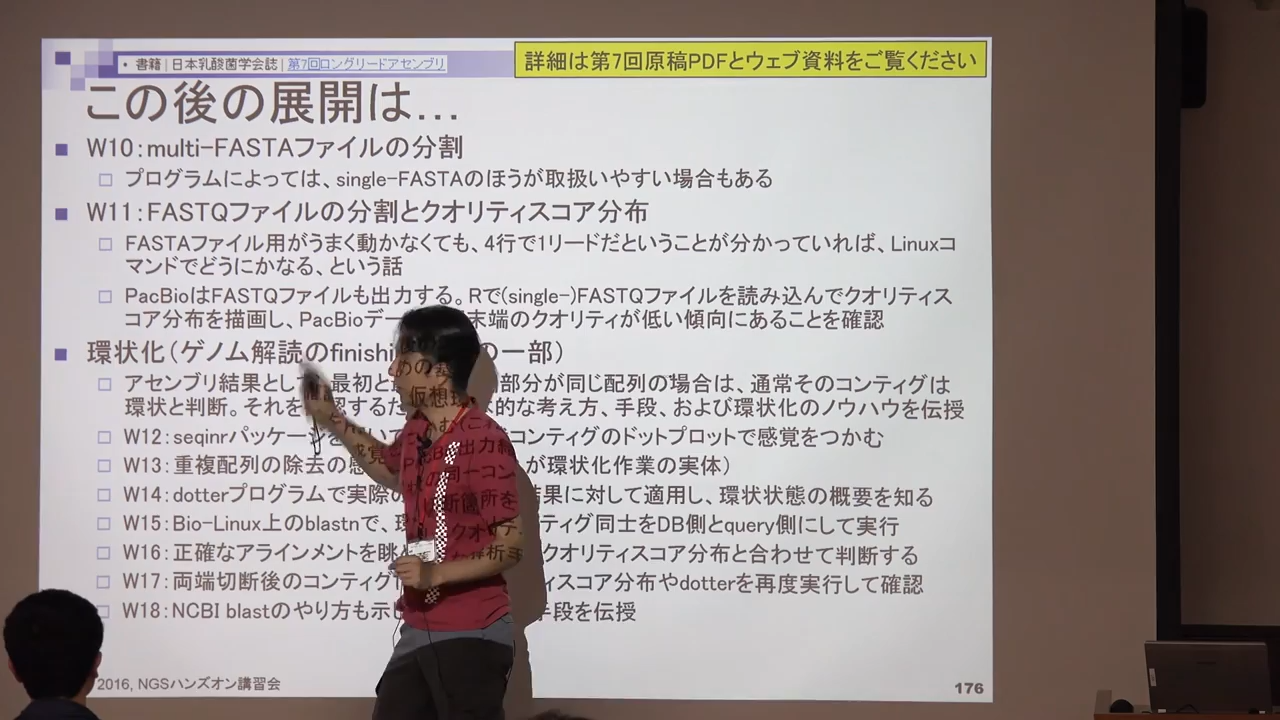 • 書籍 | 日本乳酸菌学会誌 | 第7回ロングリードアセンブリ
詳細は第7回原稿PDFとウェブ資料をご覧ください
この後の展開は…
W10：multi-FASTAファイルの分割
プログラムによっては、single-FASTAのほうが取扱いやすい場合もある
W11：FASTQファイルの分割とクオリティスコア分布
FASTAファイル用がうまく動かなくても、4行で1リードだということが分かっていれば、Linuxコ
マンドでどうにかなる、という話
PacBioはFASTQファイルも出力する。Rで(single-)FASTQファイルを読み込んでクオリティス
コア分布を描画し、PacBioデー 末端のクオリティが低い傾向にあることを確認
環状化（ゲノム解読のfinishi の一部）
アセンブリ結果とし 最初と 部分が同じ配列の場合は、通常そのコンティグは
環状と判断。それを 認するた 的な考え方、手段、および環状化のノウハウを伝授
W12：seqinrパッケージを コンティグのドットプロットで感覚をつかむ
W13：重複配列の除去の感覚 が環状化作業の実体）
W14：dotterプログラムで実際の 結果に対して適用し、環状状態の概要を知る
W15：Bio-Linux上のblastnで、環 ティグ同士をDB側とquery側にして実行
W16：正確なアラインメントを眺 クオリティスコア分布と合わせて判断する
W17：両端切断後のコンティグ ィスコア分布やdotterを再度実行して確認
W18：NCBI blastのやり方も示し 手段を伝授
2016, NGSハンズオン講習会
176